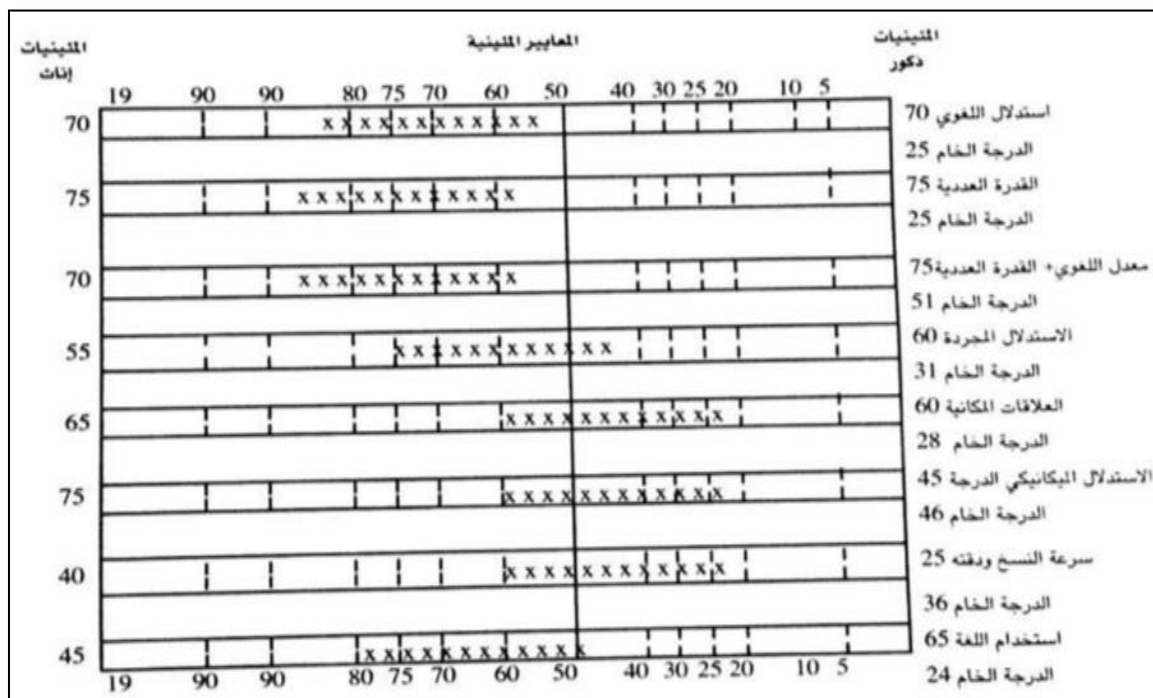 المئينيات
ذكور
المعايير المئينية
المئينيات
إناث
19 90 90 80 75 70 60 50 40 30 25 20 10 5
استدلال اللغوي 70
70
x x x x x x x x x x x x
الدرجة الخام 25
القدرة العددية 75
75
x x x x x x x x x x x x
الدرجة الخام 25
معدل اللغوي+ القدرة العددية75
70
x x x x x x x x x x x x
الدرجة الخام 51
الاستدلال المجردة 60
55
x x x x x x x x x x x x
الدرجة الخام 31
العلاقات المكانية 60
65
x x x x x x x x x x x x
الدرجة الخام 28
الاستدلال الميكانيكي الدرجة 45
75
x x x x x x x x x x x x
الدرجة الخام 46
سرعة النسخ ودقته 25
40
x x x x x x x x x x x x
الدرجة الخام 36
استخدام اللغة 65
45
x x x x x x x x x x x x
19 90 90 80 75 70 60 50 40 30 25 20 10 5
الدرجة الخام 24